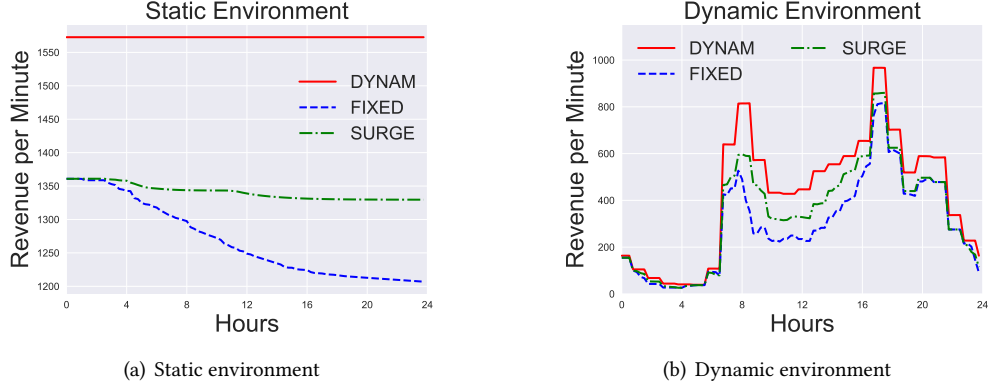 Static Environment
Revenue per Minute
1550
1500
1450
1400
1350
1300
1250
1200
DYNAM
FIXED
SURGE
0 4 8 12 16 20 24
Hours
(a) Static environment
Dynamic Environment
Revenue per Minute
1000
800
600
400
200
0
DYNAM SURGE
FIXED
0 4 8 12 16 20 24
Hours
(b) Dynamic environment